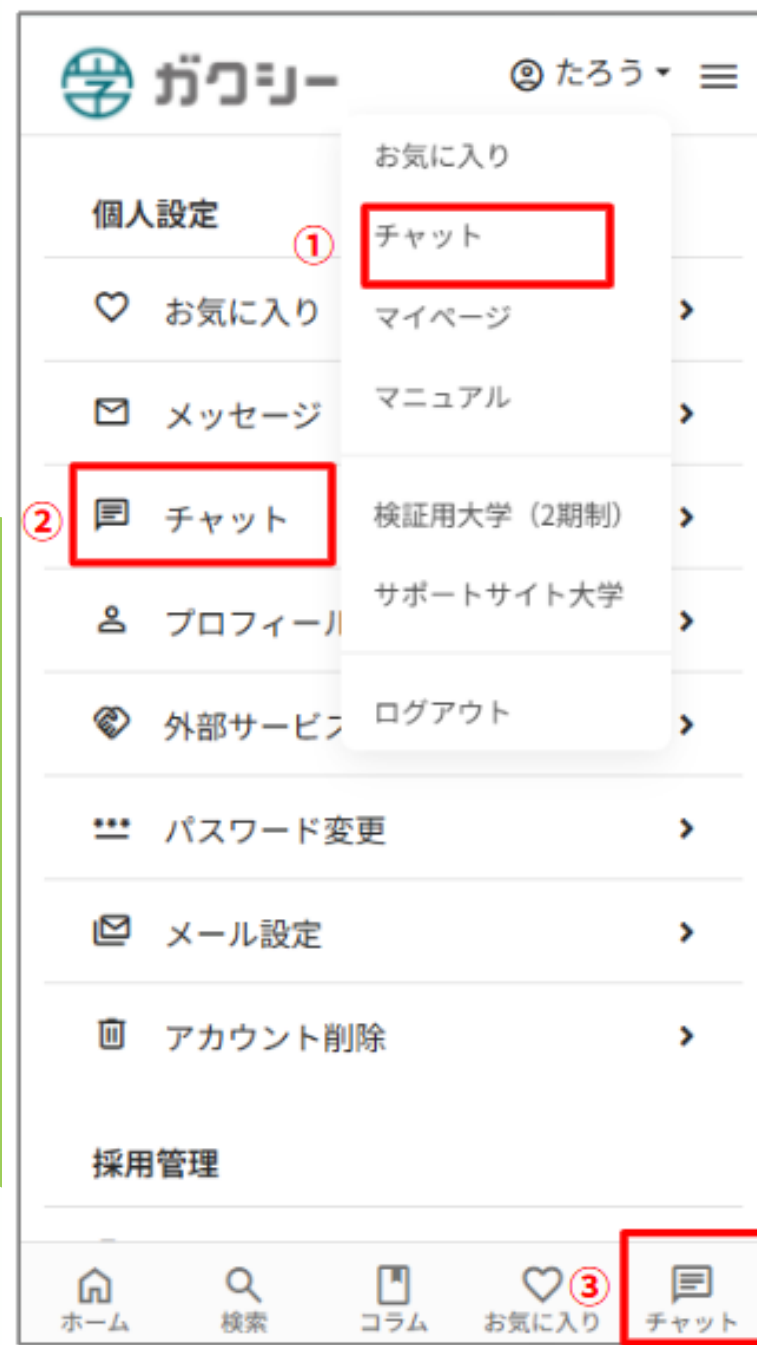 ガクシー
たろう
お気に入り
個人設定
①
チャット
お気に入り
マイページ
メッセージ
マニュアル
②
チャット
検証用大学（2期制）
サポートサイト大学
プロフィール
外部サービス
ログアウト
パスワード変更
メール設定
アカウント削除
採用管理
③
ホーム
検索
コラム
お気に入り
チャット